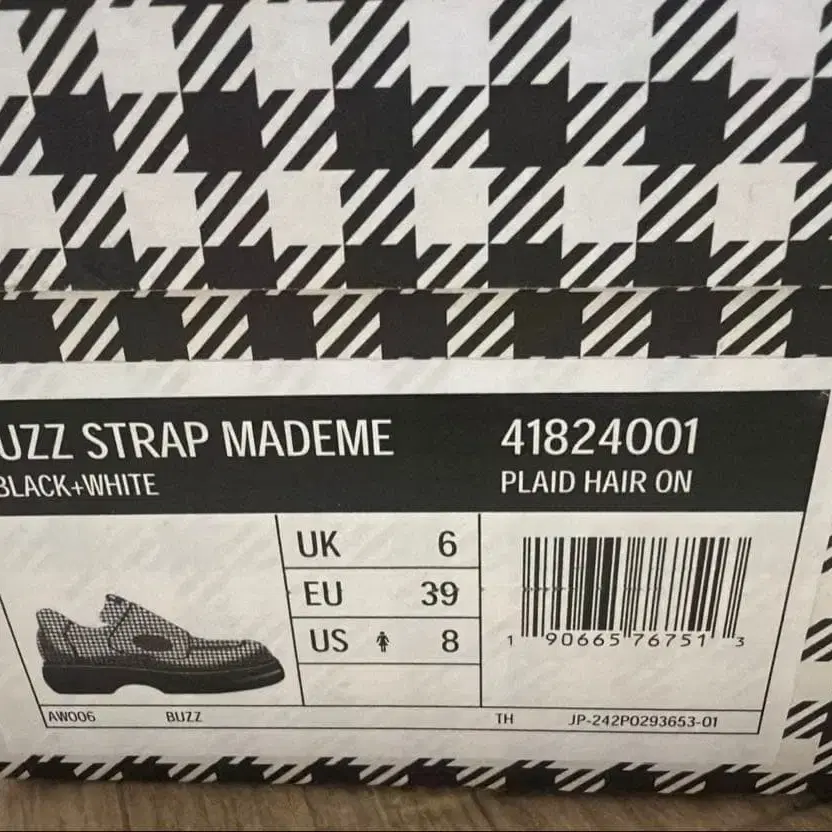 UZZ STRAP MADEME 41824001
BLACK+WHITE PLAID HAIR ON
UK 6
EU 39
US 8
1 90665 76751 3
AW006 BUZZ TH JP-242P0293653-01